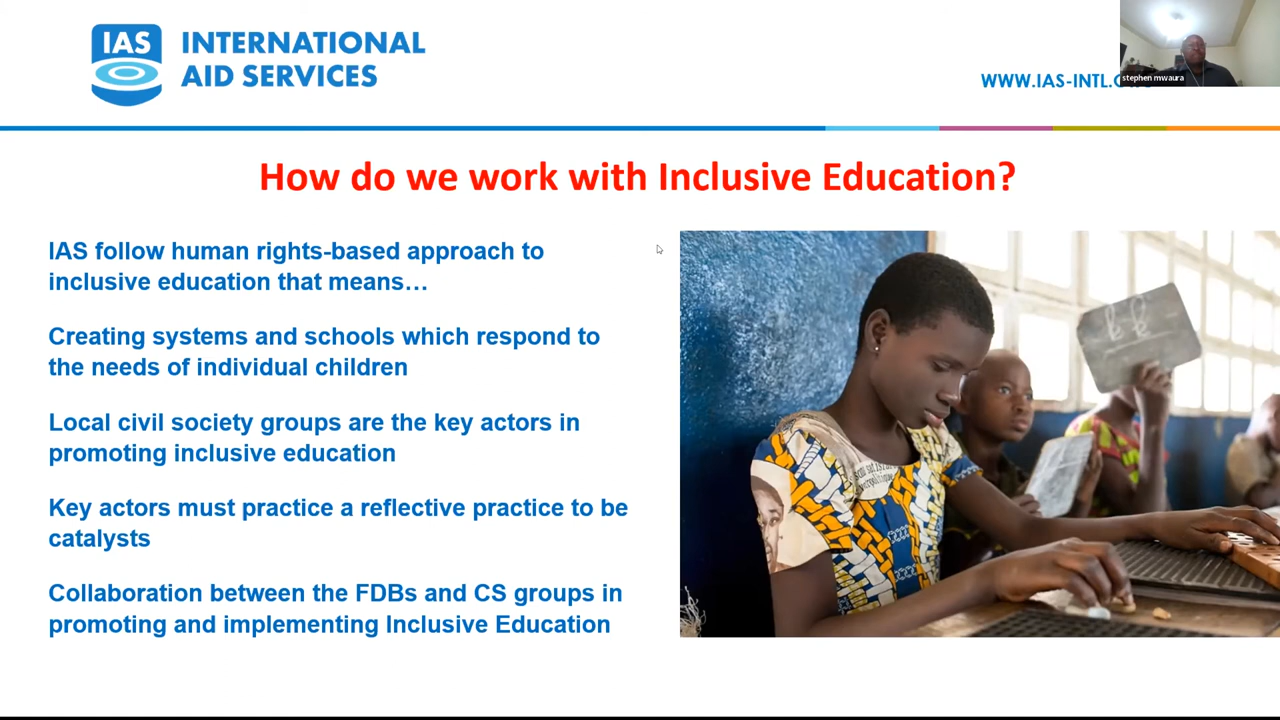 IAS
INTERNATIONAL
AID SERVICES
WWW.IAS-INTL.
stephen mwaura
How do we work with Inclusive Education?
IAS follow human rights-based approach to
inclusive education that means…
Creating systems and schools which respond to
the needs of individual children
Local civil society groups are the key actors in
promoting inclusive education
Key actors must practice a reflective practice to be
catalysts
Collaboration between the FDBs and CS groups in
promoting and implementing Inclusive Education